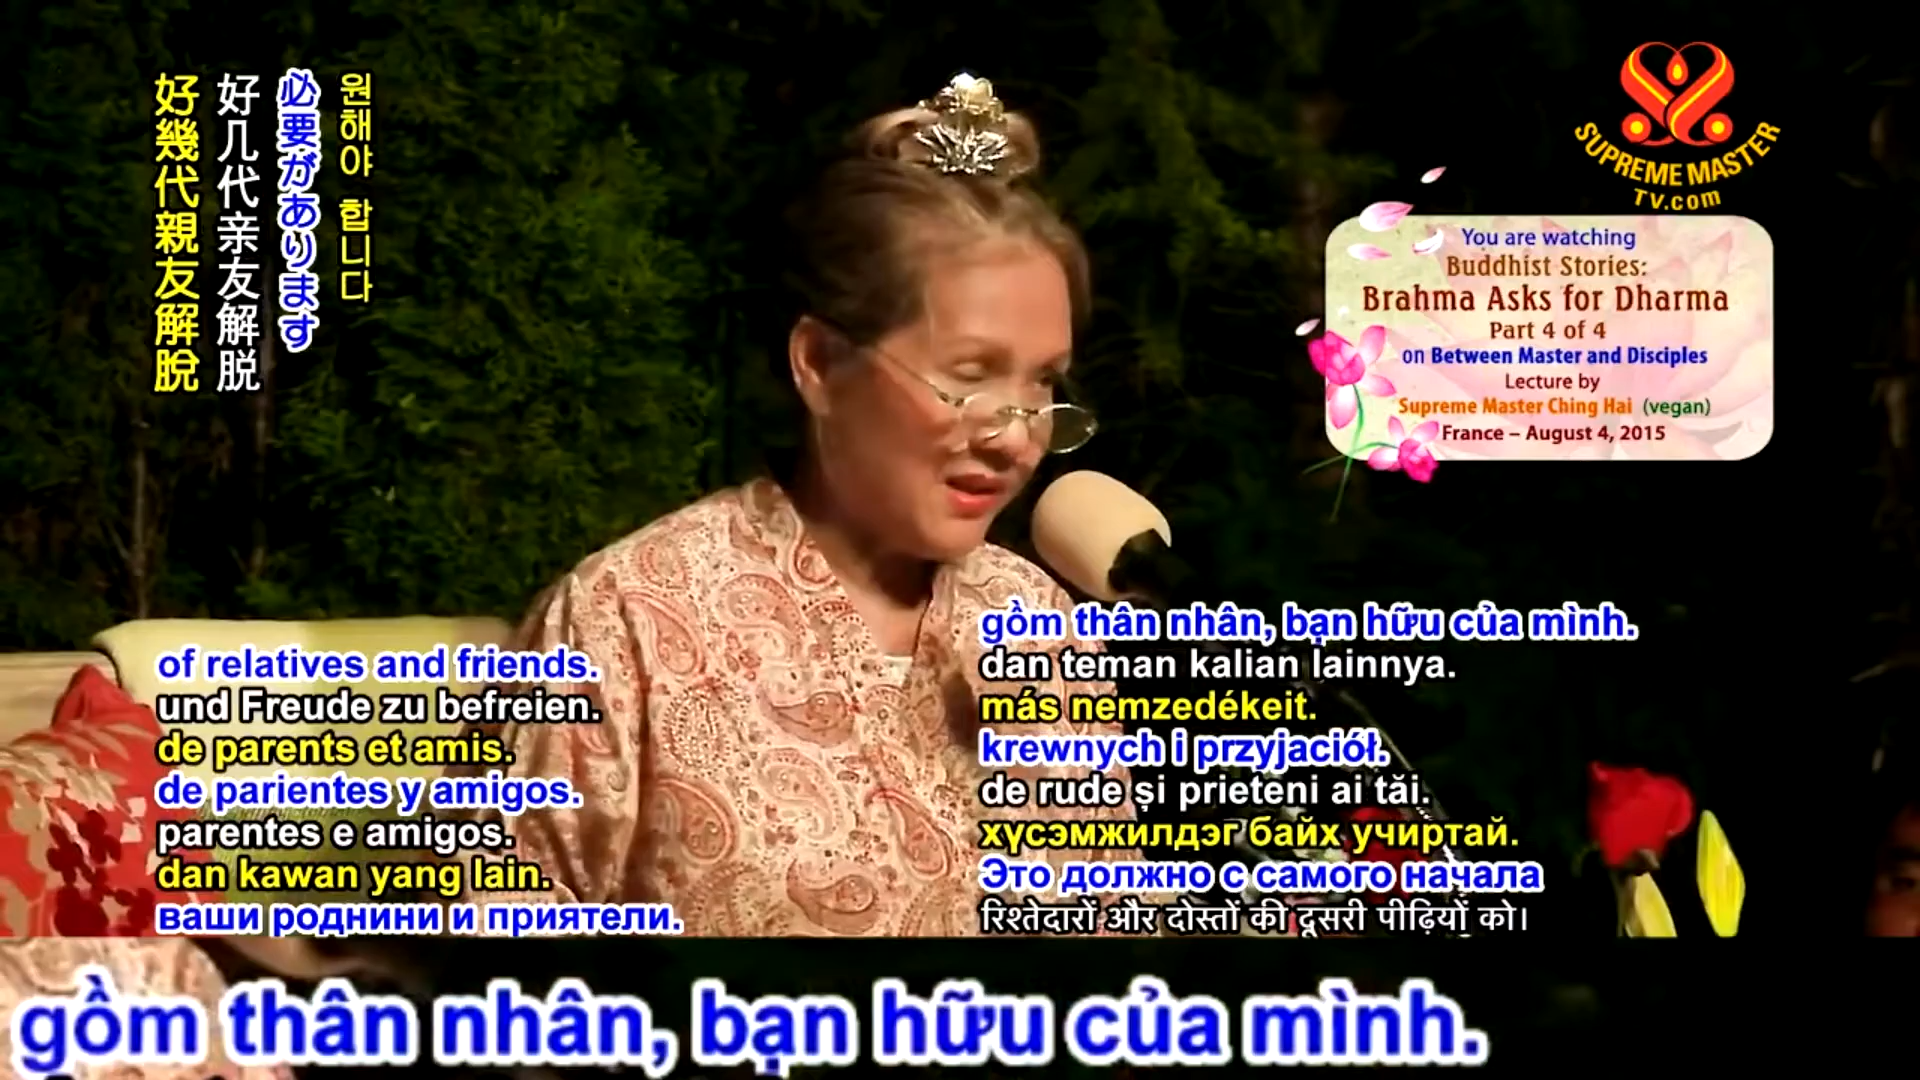 好幾代親友解脫
好几代亲友解脱
必要があります
원해야 합니다
SUPREME MASTER
TV.com
You are watching
Buddhist Stories:
Brahma Asks for Dharma
Part 4 of 4
on Between Master and Disciples
Lecture by
Supreme Master Ching Hai (vegan)
France – August 4, 2015
of relatives and friends.
und Freude zu befreien.
de parents et amis.
de parientes y amigos.
parentes e amigos.
dan kawan yang lain.
ваши роднини и приятели.
gồm thân nhân, bạn hữu của mình.
dan teman kalian lainnya.
más nemzedékeit.
krewnych i przyjaciół.
de rude și prieteni ai tăi.
хүсэмжилдэг байх учиртай.
Это должно с самого начала
रिश्तेदारों और दोस्तों की दूसरी पीढ़ियों को।
gồm thân nhân, bạn hữu của mình.